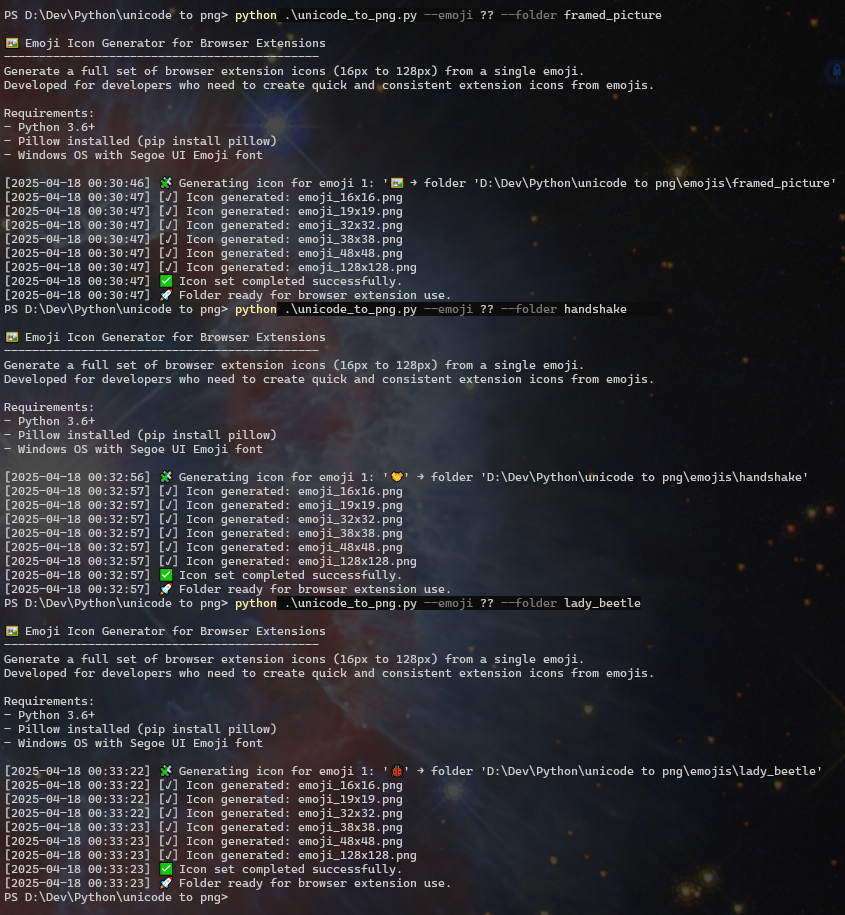 PS D:\Dev\Python\unicode to png> python .\unicode_to_png.py --emoji ?? --folder framed_picture
🖼️ Emoji Icon Generator for Browser Extensions
─────────────────────────────────────────────
Generate a full set of browser extension icons (16px to 128px) from a single emoji.
Developed for developers who need to create quick and consistent extension icons from emojis.
Requirements:
- Python 3.6+
- Pillow installed (pip install pillow)
- Windows OS with Segoe UI Emoji font
[2025-04-18 00:30:46] 🧩 Generating icon for emoji 1: '🖼️ → folder 'D:\Dev\Python\unicode to png\emojis\framed_picture'
[2025-04-18 00:30:47] [✓] Icon generated: emoji_16x16.png
[2025-04-18 00:30:47] [✓] Icon generated: emoji_19x19.png
[2025-04-18 00:30:47] [✓] Icon generated: emoji_32x32.png
[2025-04-18 00:30:47] [✓] Icon generated: emoji_38x38.png
[2025-04-18 00:30:47] [✓] Icon generated: emoji_48x48.png
[2025-04-18 00:30:47] [✓] Icon generated: emoji_128x128.png
[2025-04-18 00:30:47] ✅ Icon set completed successfully.
[2025-04-18 00:30:47] 🚀 Folder ready for browser extension use.
PS D:\Dev\Python\unicode to png> python .\unicode_to_png.py --emoji ?? --folder handshake
🖼️ Emoji Icon Generator for Browser Extensions
─────────────────────────────────────────────
Generate a full set of browser extension icons (16px to 128px) from a single emoji.
Developed for developers who need to create quick and consistent extension icons from emojis.
Requirements:
- Python 3.6+
- Pillow installed (pip install pillow)
- Windows OS with Segoe UI Emoji font
[2025-04-18 00:32:56] 🧩 Generating icon for emoji 1: '🤝' → folder 'D:\Dev\Python\unicode to png\emojis\handshake'
[2025-04-18 00:32:57] [✓] Icon generated: emoji_16x16.png
[2025-04-18 00:32:57] [✓] Icon generated: emoji_19x19.png
[2025-04-18 00:32:57] [✓] Icon generated: emoji_32x32.png
[2025-04-18 00:32:57] [✓] Icon generated: emoji_38x38.png
[2025-04-18 00:32:57] [✓] Icon generated: emoji_48x48.png
[2025-04-18 00:32:57] [✓] Icon generated: emoji_128x128.png
[2025-04-18 00:32:57] ✅ Icon set completed successfully.
[2025-04-18 00:32:57] 🚀 Folder ready for browser extension use.
PS D:\Dev\Python\unicode to png> python .\unicode_to_png.py --emoji ?? --folder lady_beetle
🖼️ Emoji Icon Generator for Browser Extensions
─────────────────────────────────────────────
Generate a full set of browser extension icons (16px to 128px) from a single emoji.
Developed for developers who need to create quick and consistent extension icons from emojis.
Requirements:
- Python 3.6+
- Pillow installed (pip install pillow)
- Windows OS with Segoe UI Emoji font
[2025-04-18 00:33:22] 🧩 Generating icon for emoji 1: '🐞' → folder 'D:\Dev\Python\unicode to png\emojis\lady_beetle'
[2025-04-18 00:33:22] [✓] Icon generated: emoji_16x16.png
[2025-04-18 00:33:22] [✓] Icon generated: emoji_19x19.png
[2025-04-18 00:33:22] [✓] Icon generated: emoji_32x32.png
[2025-04-18 00:33:23] [✓] Icon generated: emoji_38x38.png
[2025-04-18 00:33:23] [✓] Icon generated: emoji_48x48.png
[2025-04-18 00:33:23] [✓] Icon generated: emoji_128x128.png
[2025-04-18 00:33:23] ✅ Icon set completed successfully.
[2025-04-18 00:33:23] 🚀 Folder ready for browser extension use.
PS D:\Dev\Python\unicode to png>